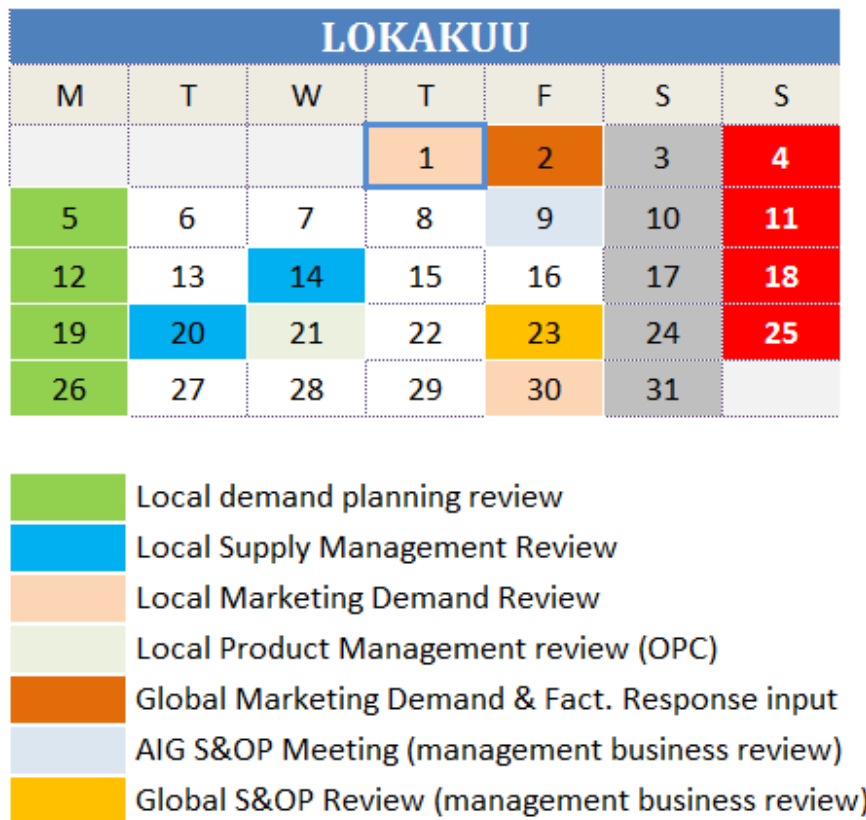 LOKAKUU
M T W T F S S
1 2 3 4
5 6 7 8 9 10 11
12 13 14 15 16 17 18
19 20 21 22 23 24 25
26 27 28 29 30 31
Local demand planning review
Local Supply Management Review
Local Marketing Demand Review
Local Product Management review (OPC)
Global Marketing Demand & Fact. Response input
AIG S&OP Meeting (management business review)
Global S&OP Review (management business review)